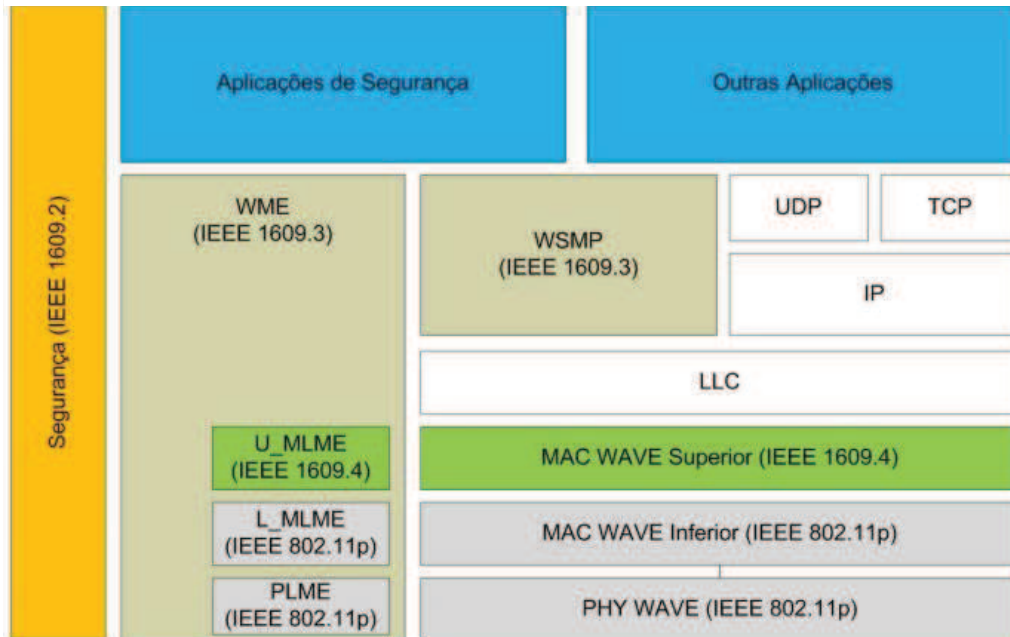 Segurança (IEEE 1609.2)
Aplicações de Segurança
Outras Aplicações
WME
(IEEE 1609.3)
WSMP
(IEEE 1609.3)
UDP
TCP
IP
LLC
U_MLME
(IEEE 1609.4)
MAC WAVE Superior (IEEE 1609.4)
L_MLME
(IEEE 802.11p)
MAC WAVE Inferior (IEEE 802.11p)
PLME
(IEEE 802.11p)
PHY WAVE (IEEE 802.11p)